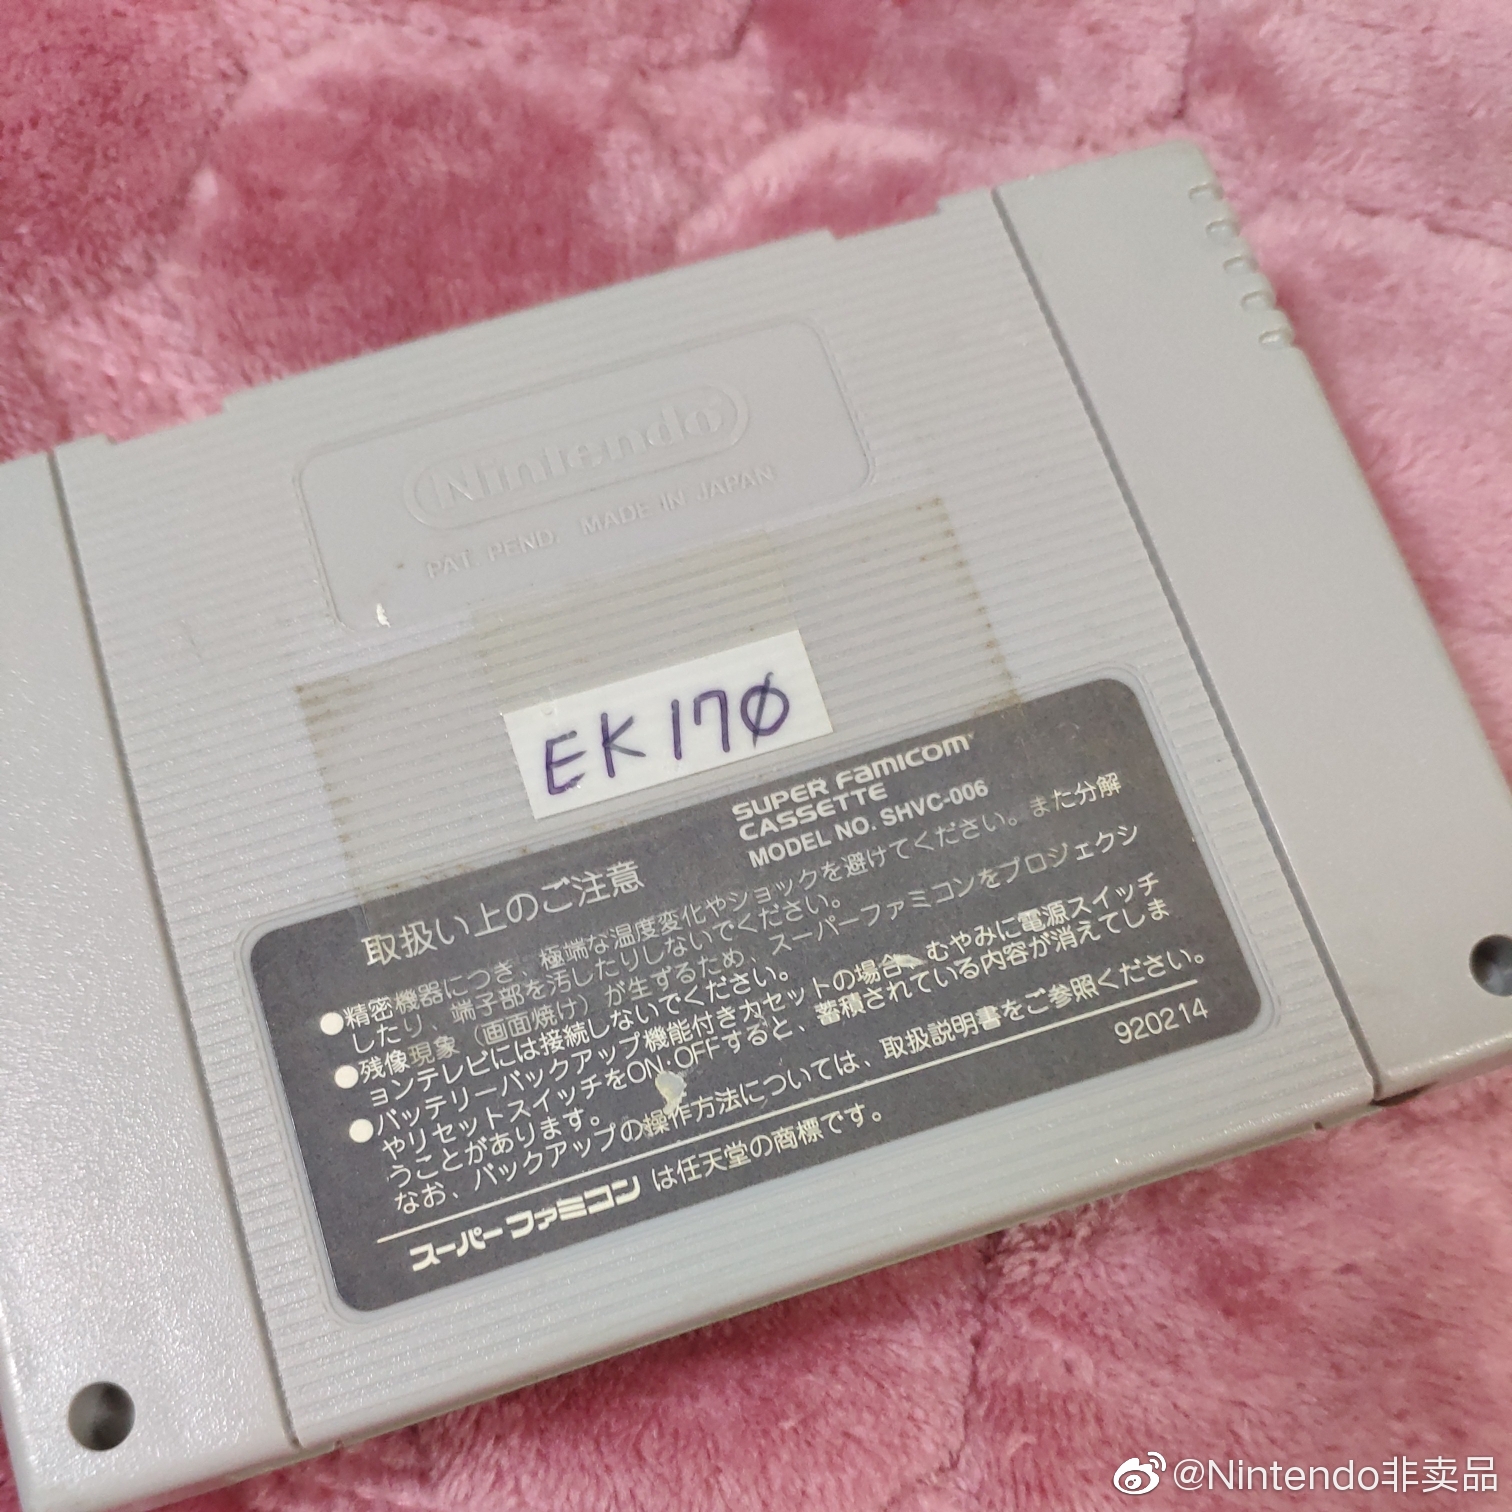 Nintendo
PAT. PEND. MADE IN JAPAN
EK17Ø
SUPER FAMICOM
CASSETTE
MODEL NO. SHVC-006
取扱い上のご注意
●精密機器につき、極端な温度変化やショックを避けてください。また分解
したり、端子部を汚したりしないでください。
●残像現象（画面焼け）が生ずるため、スーパーファミコンをプロジェクシ
ョンテレビには接続しないでください。
●バッテリーバックアップ機能付きカセットの場合、むやみに電源スイッチ
やリセットスイッチをON・OFFすると、蓄積されている内容が消えてしま
うことがあります。
なお、バックアップの操作方法については、取扱説明書をご参照ください。
920214
スーパーファミコンは任天堂の商標です。
@Nintendo非卖品